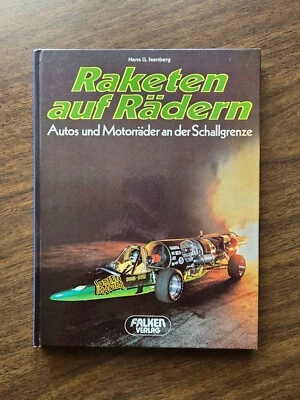 Hans G. Isenberg
Raketen
auf Rädern
Autos und Motorräder an der Schallgrenze
FALKEN
VERLAG